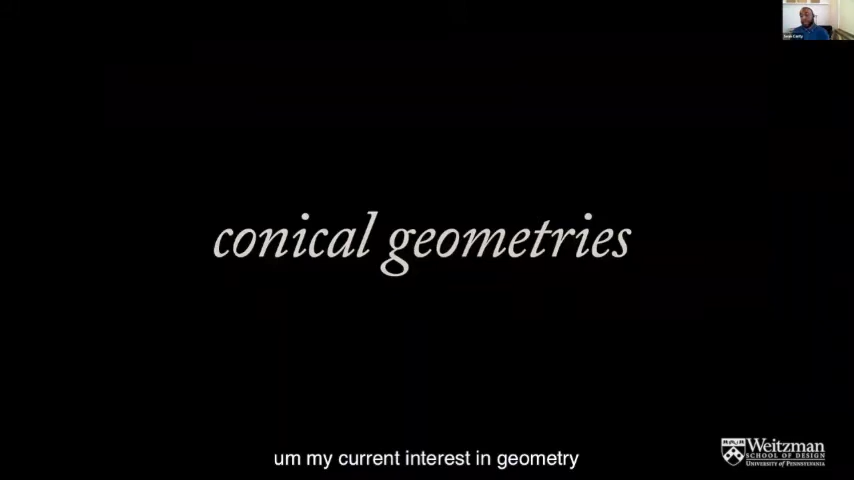 conical geometries
um my current interest in geometry
Weitzman
SCHOOL OF DESIGN
UNIVERSITY OF PENNSYLVANIA